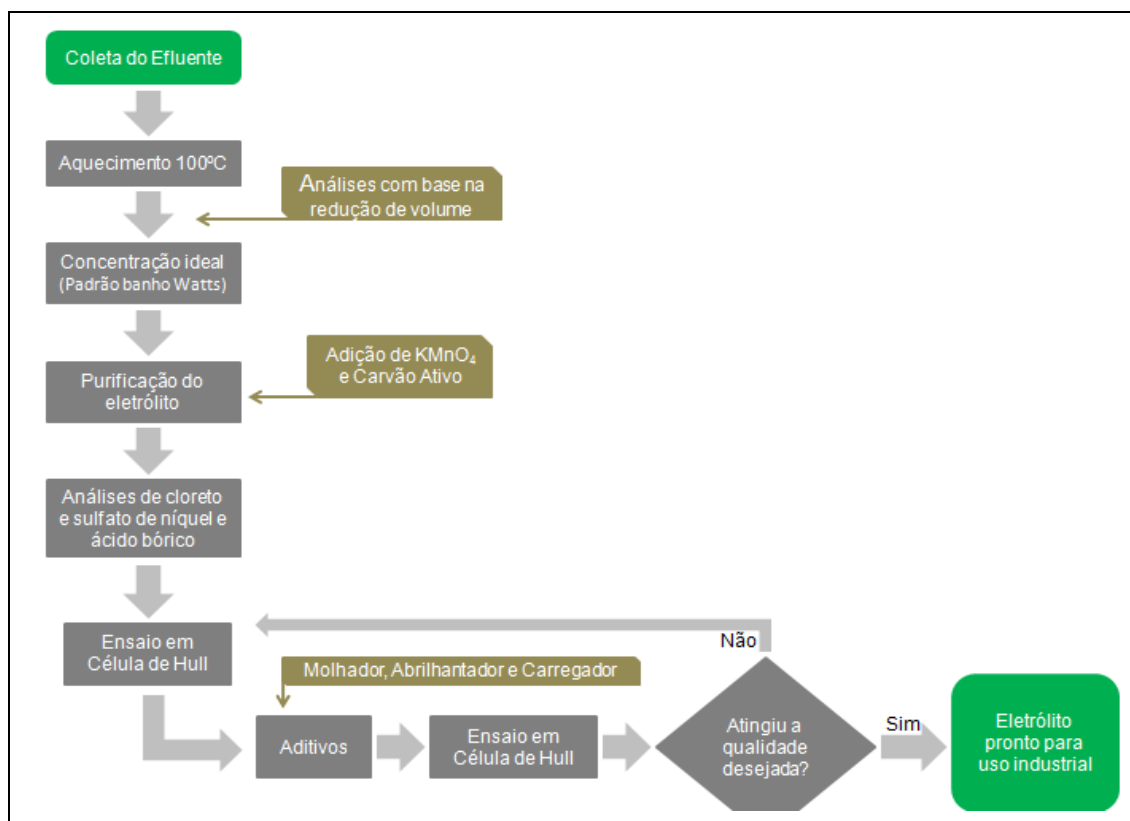 Coleta do Efluente
Aquecimento 100ºC
Análises com base na
redução de volume
Concentração ideal
(Padrão banho Watts)
Adição de KMnO₄
e Carvão Ativo
Purificação do
eletrólito
Análises de cloreto
e sulfato de níquel e
ácido bórico
Ensaio em
Célula de Hull
Não
Molhador, Abrilhantador e Carregador
Aditivos
Ensaio em
Célula de Hull
Atingiu a
qualidade
desejada?
Sim
Eletrólito
pronto para
uso industrial